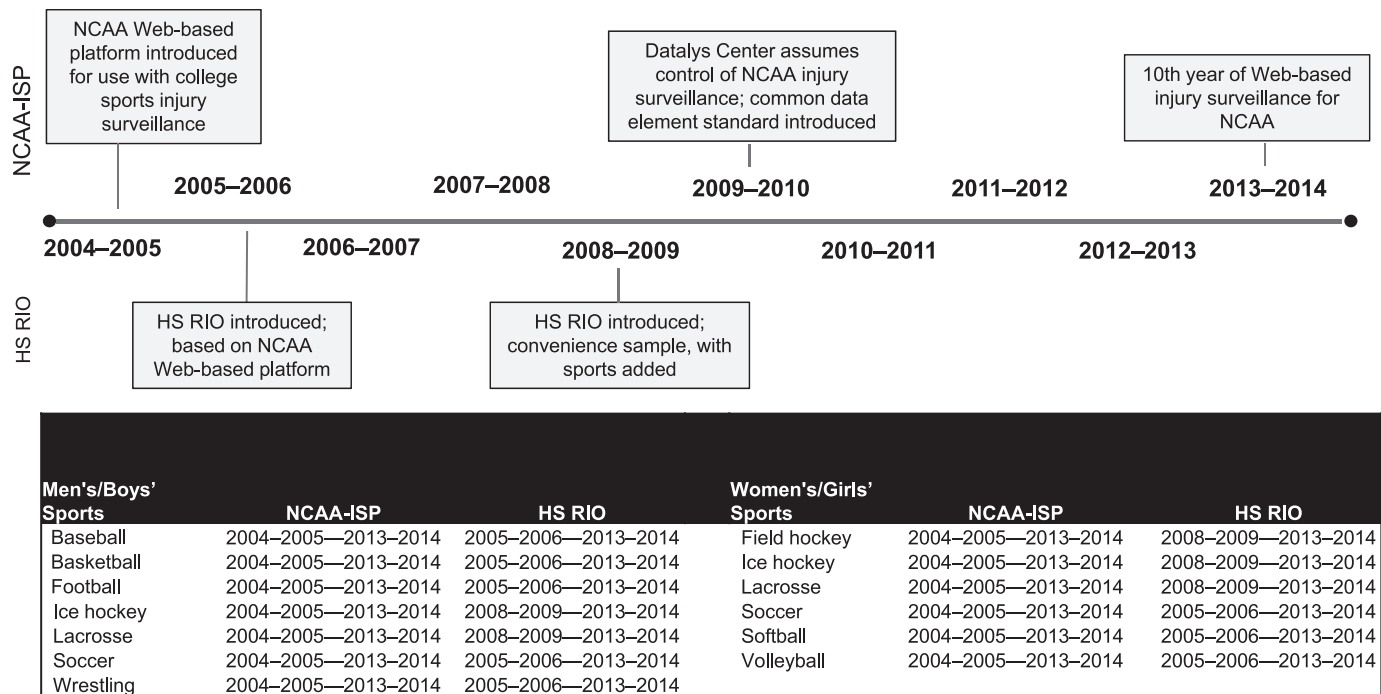 NCAA-ISP
NCAA Web-based
platform introduced
for use with college
sports injury
surveillance
Datalys Center assumes
control of NCAA injury
surveillance; common data
element standard introduced
10th year of Web-based
injury surveillance for
NCAA
2005–2006 2007–2008 2009–2010 2011–2012 2013–2014
2004–2005 2006–2007 2008–2009 2010–2011 2012–2013
HS RIO
HS RIO introduced;
based on NCAA
Web-based platform
HS RIO introduced;
convenience sample, with
sports added
Men's/Boys' Women's/Girls'
Sports NCAA-ISP HS RIO Sports NCAA-ISP HS RIO
Baseball 2004–2005—2013–2014 2005–2006—2013–2014 Field hockey 2004–2005—2013–2014 2008–2009—2013–2014
Basketball 2004–2005—2013–2014 2005–2006—2013–2014 Ice hockey 2004–2005—2013–2014 2008–2009—2013–2014
Football 2004–2005—2013–2014 2005–2006—2013–2014 Lacrosse 2004–2005—2013–2014 2008–2009—2013–2014
Ice hockey 2004–2005—2013–2014 2008–2009—2013–2014 Soccer 2004–2005—2013–2014 2005–2006—2013–2014
Lacrosse 2004–2005—2013–2014 2008–2009—2013–2014 Softball 2004–2005—2013–2014 2005–2006—2013–2014
Soccer 2004–2005—2013–2014 2005–2006—2013–2014 Volleyball 2004–2005—2013–2014 2005–2006—2013–2014
Wrestling 2004–2005—2013–2014 2005–2006—2013–2014